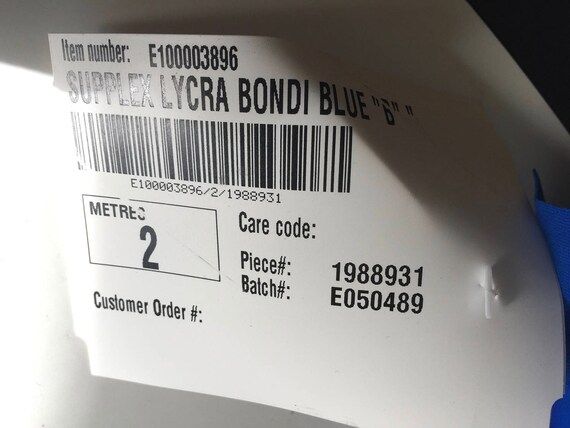 Item number: E100003896
SUPPLEX LYCRA BONDI BLUE "B" "
E100003896/2/1988931
METRES
2
Care code:
Piece#: 1988931
Batch#: E050489
Customer Order #: